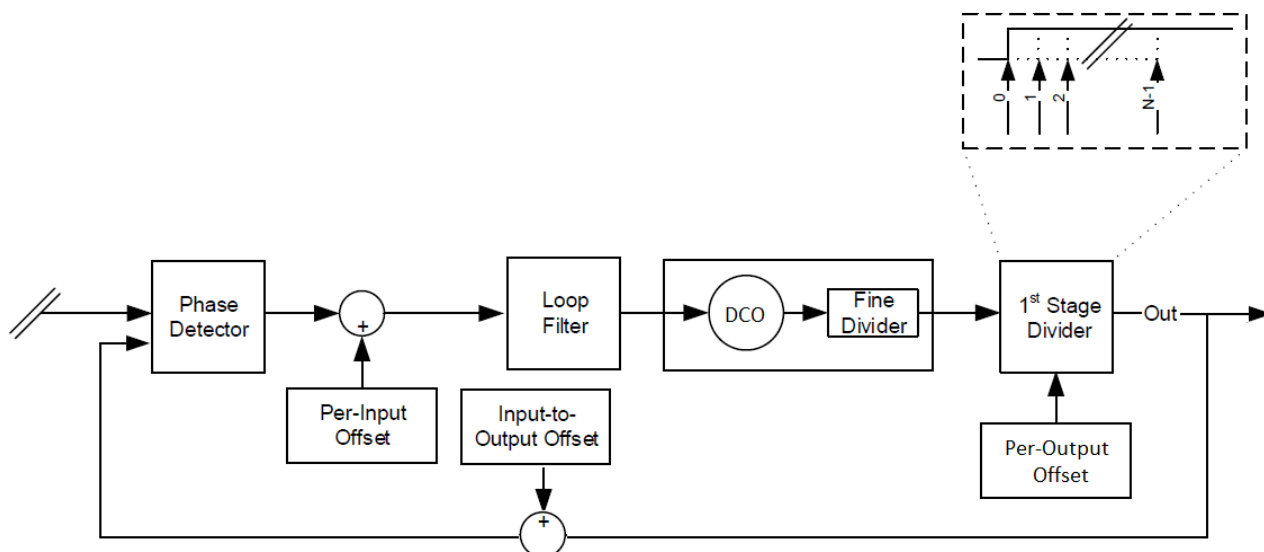 0
1
2
N-1
Phase
Detector
+
Per-Input
Offset
Loop
Filter
Input-to-
Output Offset
+
DCO
Fine
Divider
1st Stage
Divider
Out
Per-Output
Offset